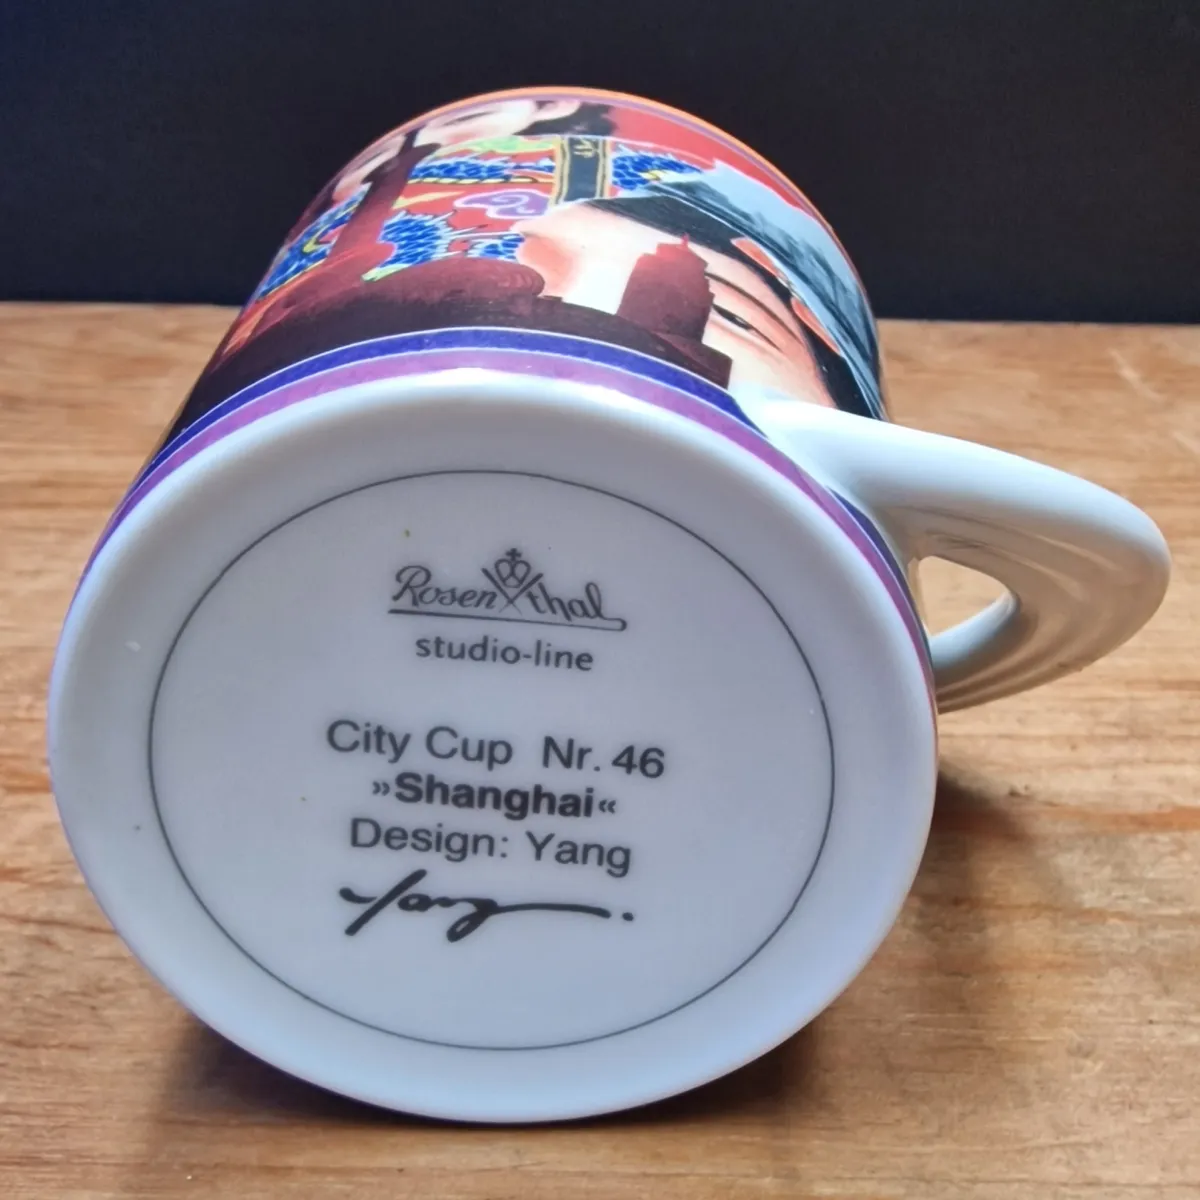 Rosenthal
studio-line
City Cup Nr. 46
»Shanghai«
Design: Yang
Yang